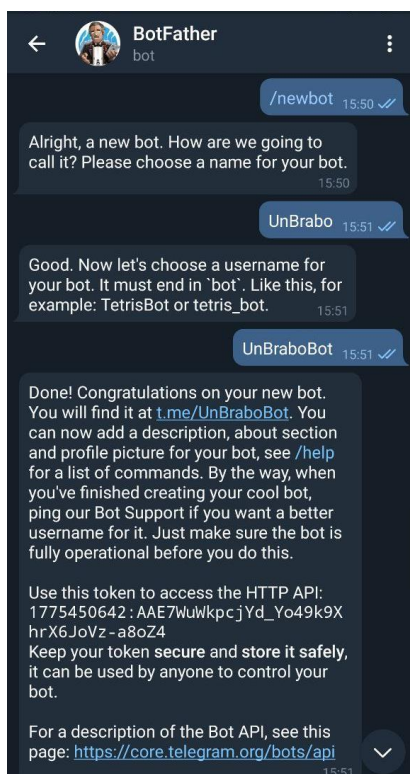 BotFather
bot
/newbot 15:50
Alright, a new bot. How are we going to
call it? Please choose a name for your bot.
15:50
UnBrabo 15:51
Good. Now let's choose a username for
your bot. It must end in `bot`. Like this, for
example: TetrisBot or tetris_bot. 15:51
UnBraboBot 15:51
Done! Congratulations on your new bot.
You will find it at t.me/UnBraboBot. You
can now add a description, about section
and profile picture for your bot, see /help
for a list of commands. By the way, when
you've finished creating your cool bot,
ping our Bot Support if you want a better
username for it. Just make sure the bot is
fully operational before you do this.
Use this token to access the HTTP API:
1775450642:AAE7WuWkpcjYd_Yo49k9X
hrX6JoVz-a8oZ4
Keep your token secure and store it safely,
it can be used by anyone to control your
bot.
For a description of the Bot API, see this
page: https://core.telegram.org/bots/api
15:51